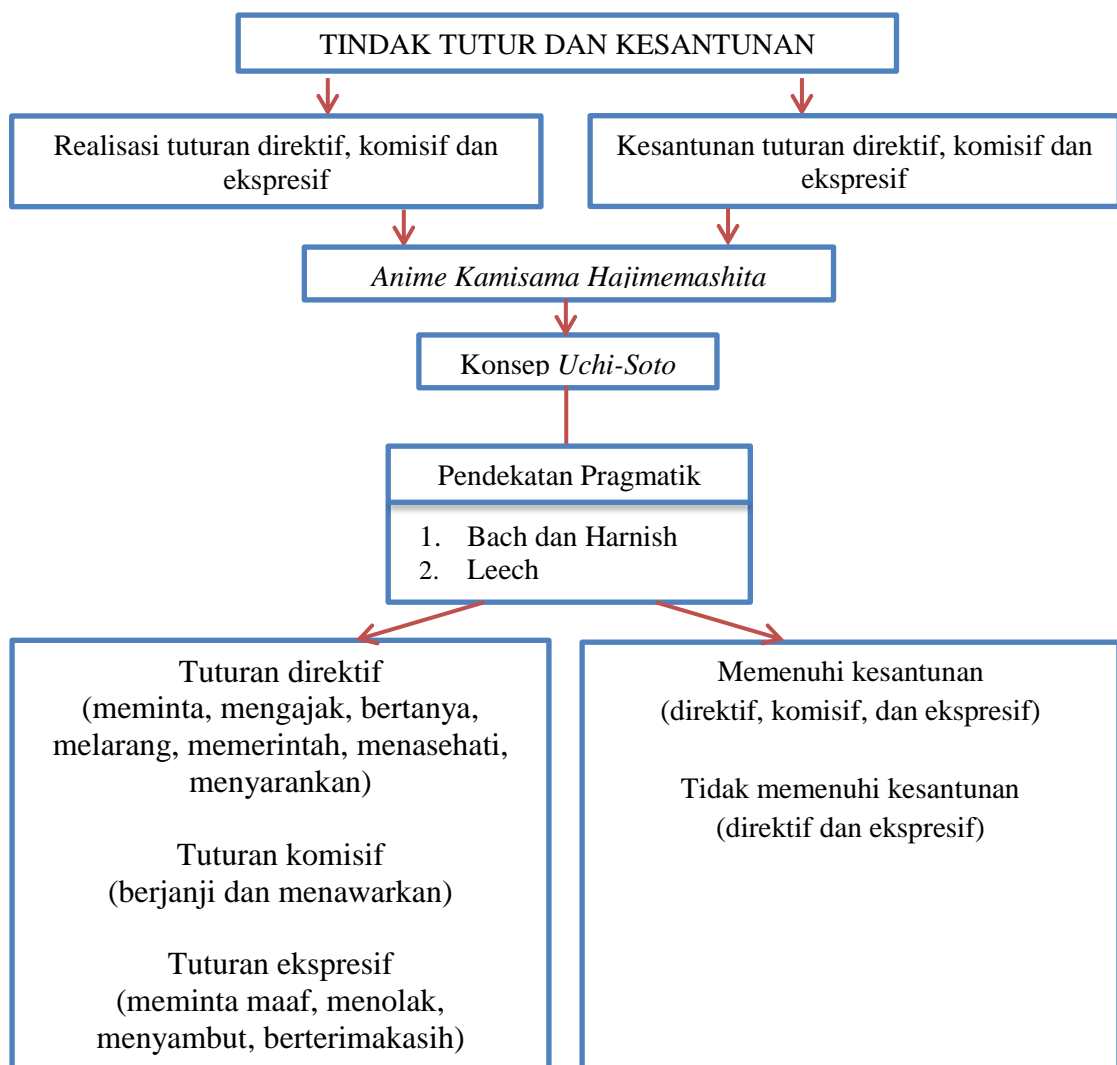 TINDAK TUTUR DAN KESANTUNAN
Realisasi tuturan direktif, komisif dan
ekspresif
Kesantunan tuturan direktif, komisif dan
ekspresif
Anime Kamisama Hajimemashita
Konsep Uchi-Soto
Pendekatan Pragmatik
1. Bach dan Harnish
2. Leech
Tuturan direktif
(meminta, mengajak, bertanya,
melarang, memerintah, menasehati,
menyarankan)
Tuturan komisif
(berjanji dan menawarkan)
Tuturan ekspresif
(meminta maaf, menolak,
menyambut, berterimakasih)
Memenuhi kesantunan
(direktif, komisif, dan ekspresif)
Tidak memenuhi kesantunan
(direktif dan ekspresif)